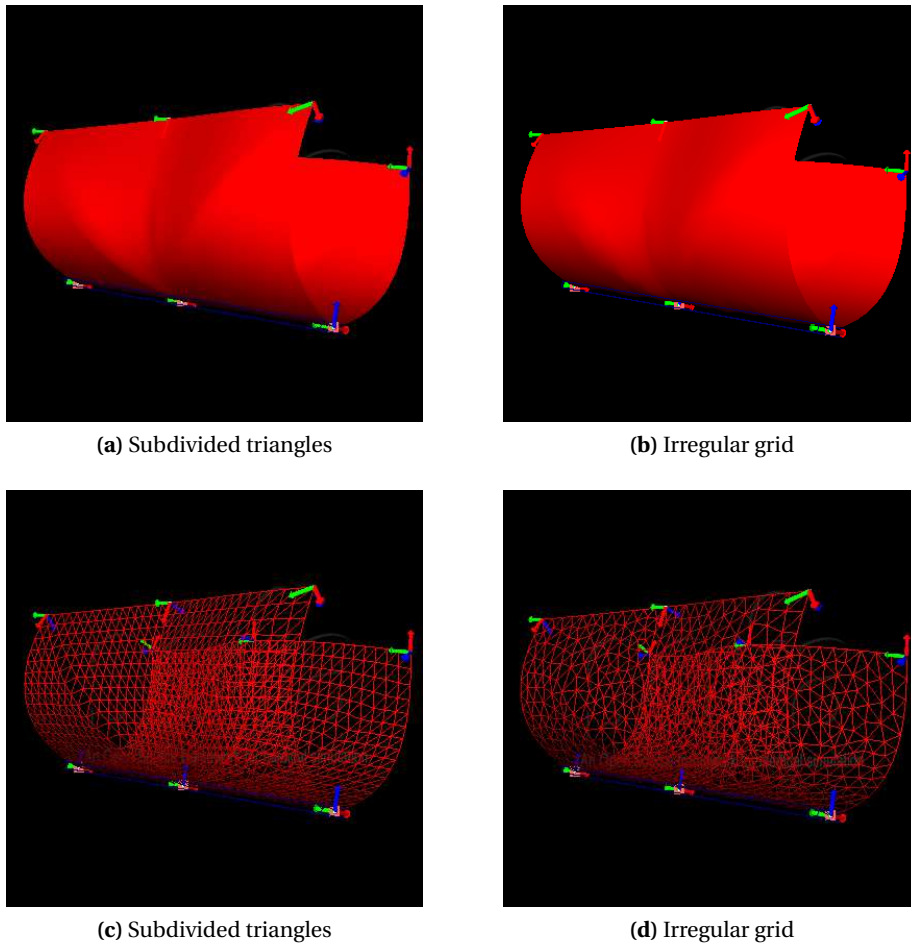 (a) Subdivided triangles
(b) Irregular grid
(c) Subdivided triangles
(d) Irregular grid